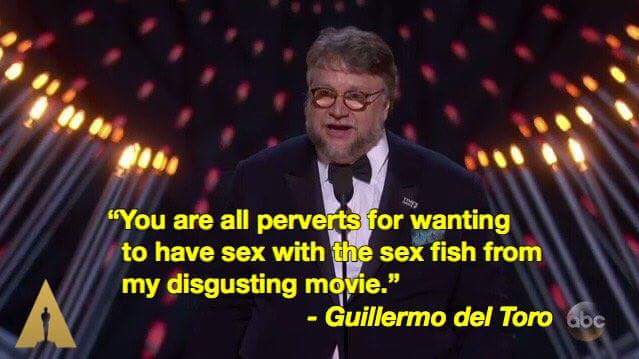 “You are all perverts for wanting
to have sex with the sex fish from
my disgusting movie.”
- Guillermo del Toro
abc